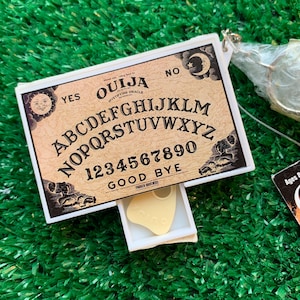 YES OUIJA NO
ABCDEFGHIJKLM
NOPQRSTUVWXYZ
1234567890
GOOD BYE